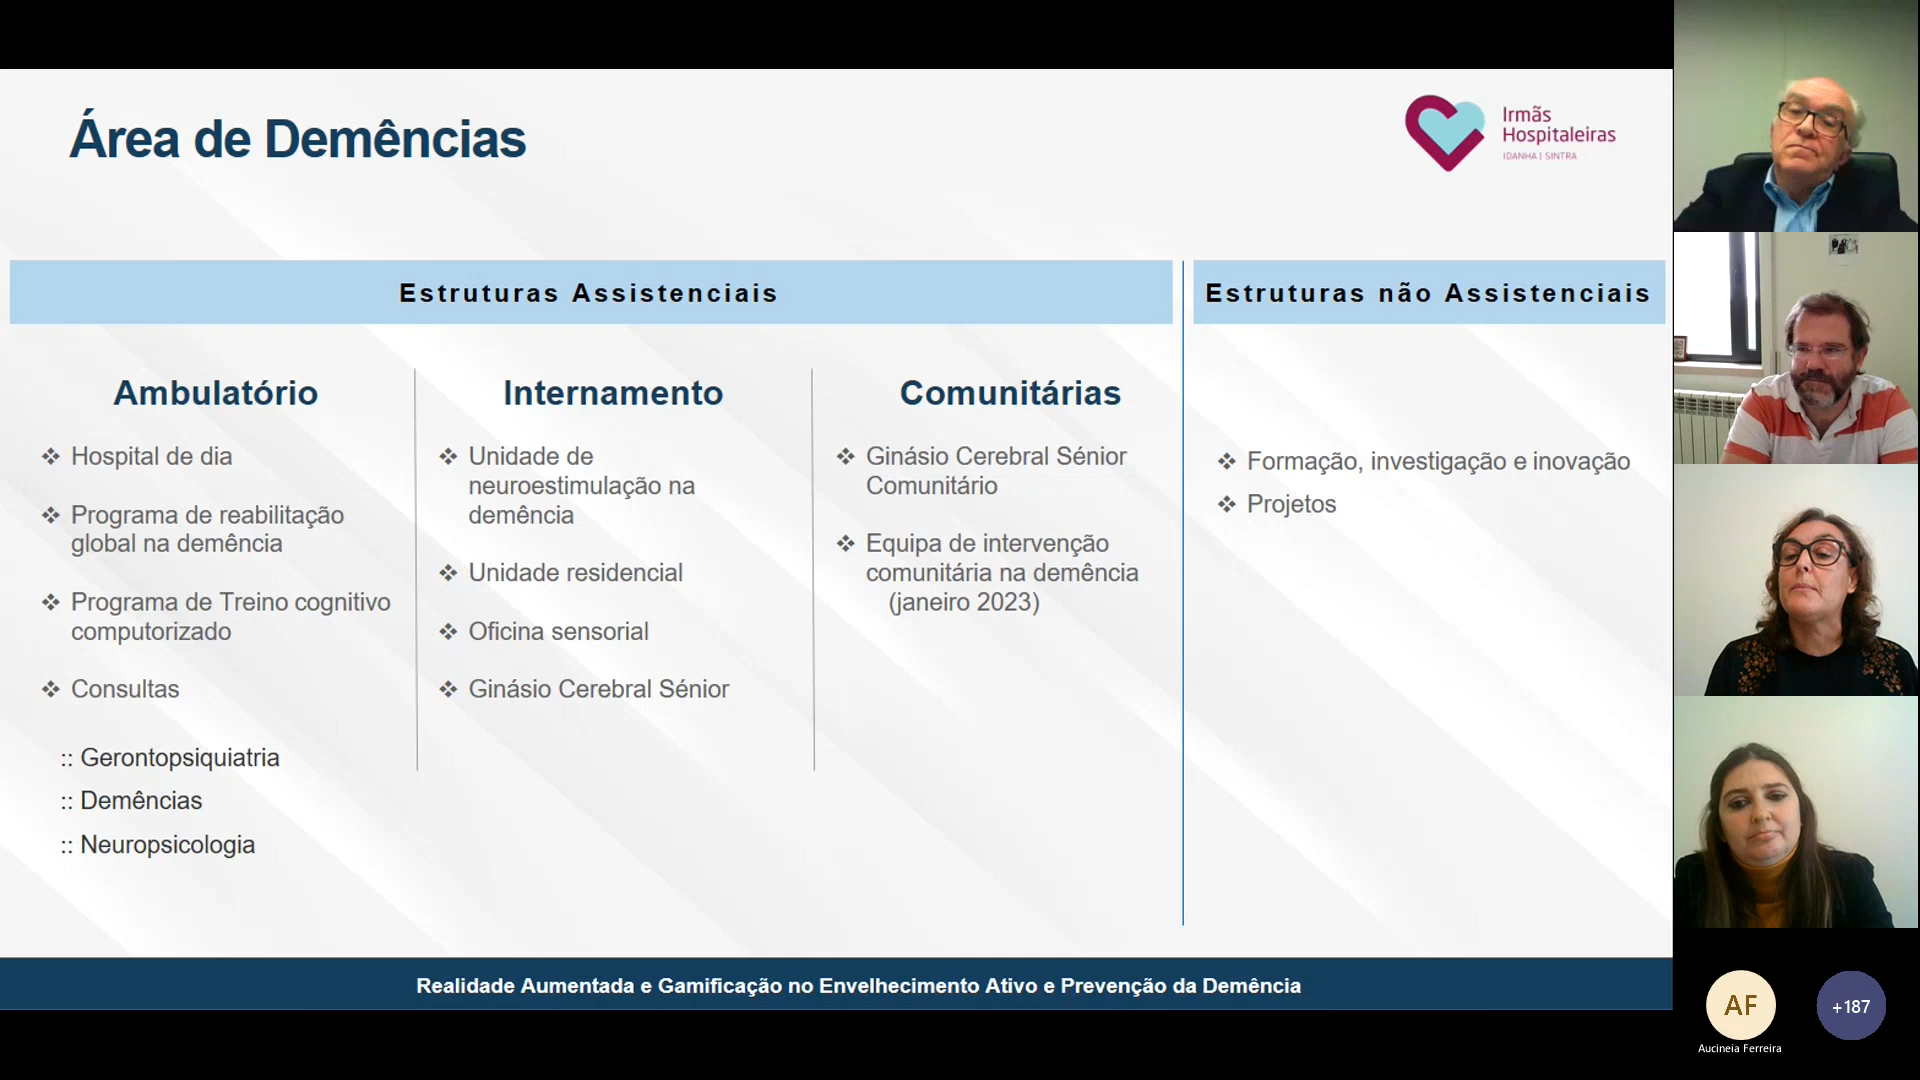 Área de Demências
Irmãs
Hospitaleiras
IDANHA | SINTRA
Estruturas Assistenciais
Estruturas não Assistenciais
Ambulatório
❖ Hospital de dia
❖ Programa de reabilitação
global na demência
❖ Programa de Treino cognitivo
computorizado
❖ Consultas
:: Gerontopsiquiatria
:: Demências
:: Neuropsicologia
Internamento
❖ Unidade de
neuroestimulação na
demência
❖ Unidade residencial
❖ Oficina sensorial
❖ Ginásio Cerebral Sénior
Comunitárias
❖ Ginásio Cerebral Sénior
Comunitário
❖ Equipa de intervenção
comunitária na demência
(janeiro 2023)
❖ Formação, investigação e inovação
❖ Projetos
Realidade Aumentada e Gamificação no Envelhecimento Ativo e Prevenção da Demência
AF
Aucineia Ferreira
+187